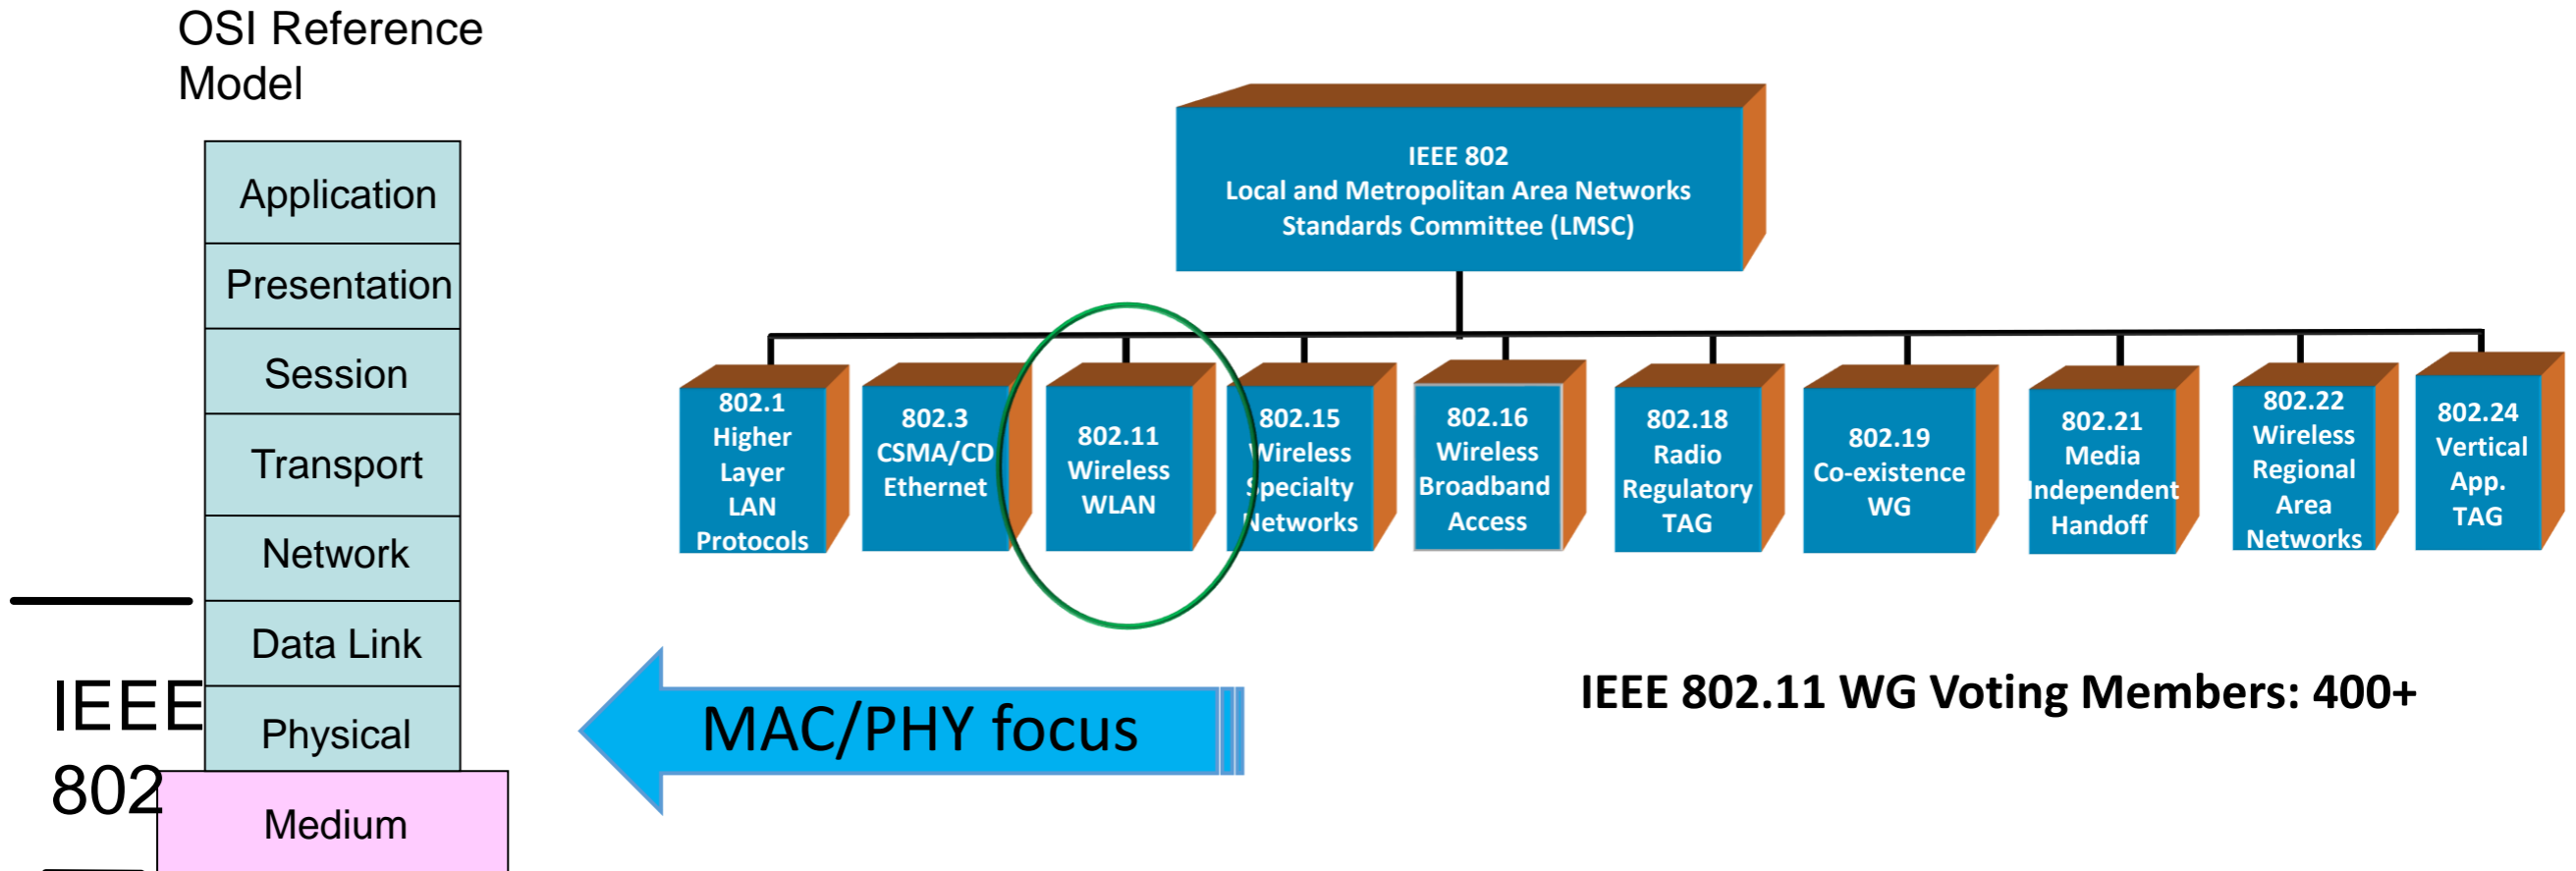 OSI Reference
Model
Application
Presentation
Session
Transport
Network
Data Link
Physical
Medium
IEEE
802
IEEE 802
Local and Metropolitan Area Networks
Standards Committee (LMSC)
802.1
Higher
Layer
LAN
Protocols
802.3
CSMA/CD
Ethernet
802.11
Wireless
WLAN
802.15
Wireless
Specialty
Networks
802.16
Wireless
Broadband
Access
802.18
Radio
Regulatory
TAG
802.19
Co-existence
WG
802.21
Media
Independent
Handoff
802.22
Wireless
Regional
Area
Networks
802.24
Vertical
App.
TAG
MAC/PHY focus
IEEE 802.11 WG Voting Members: 400+